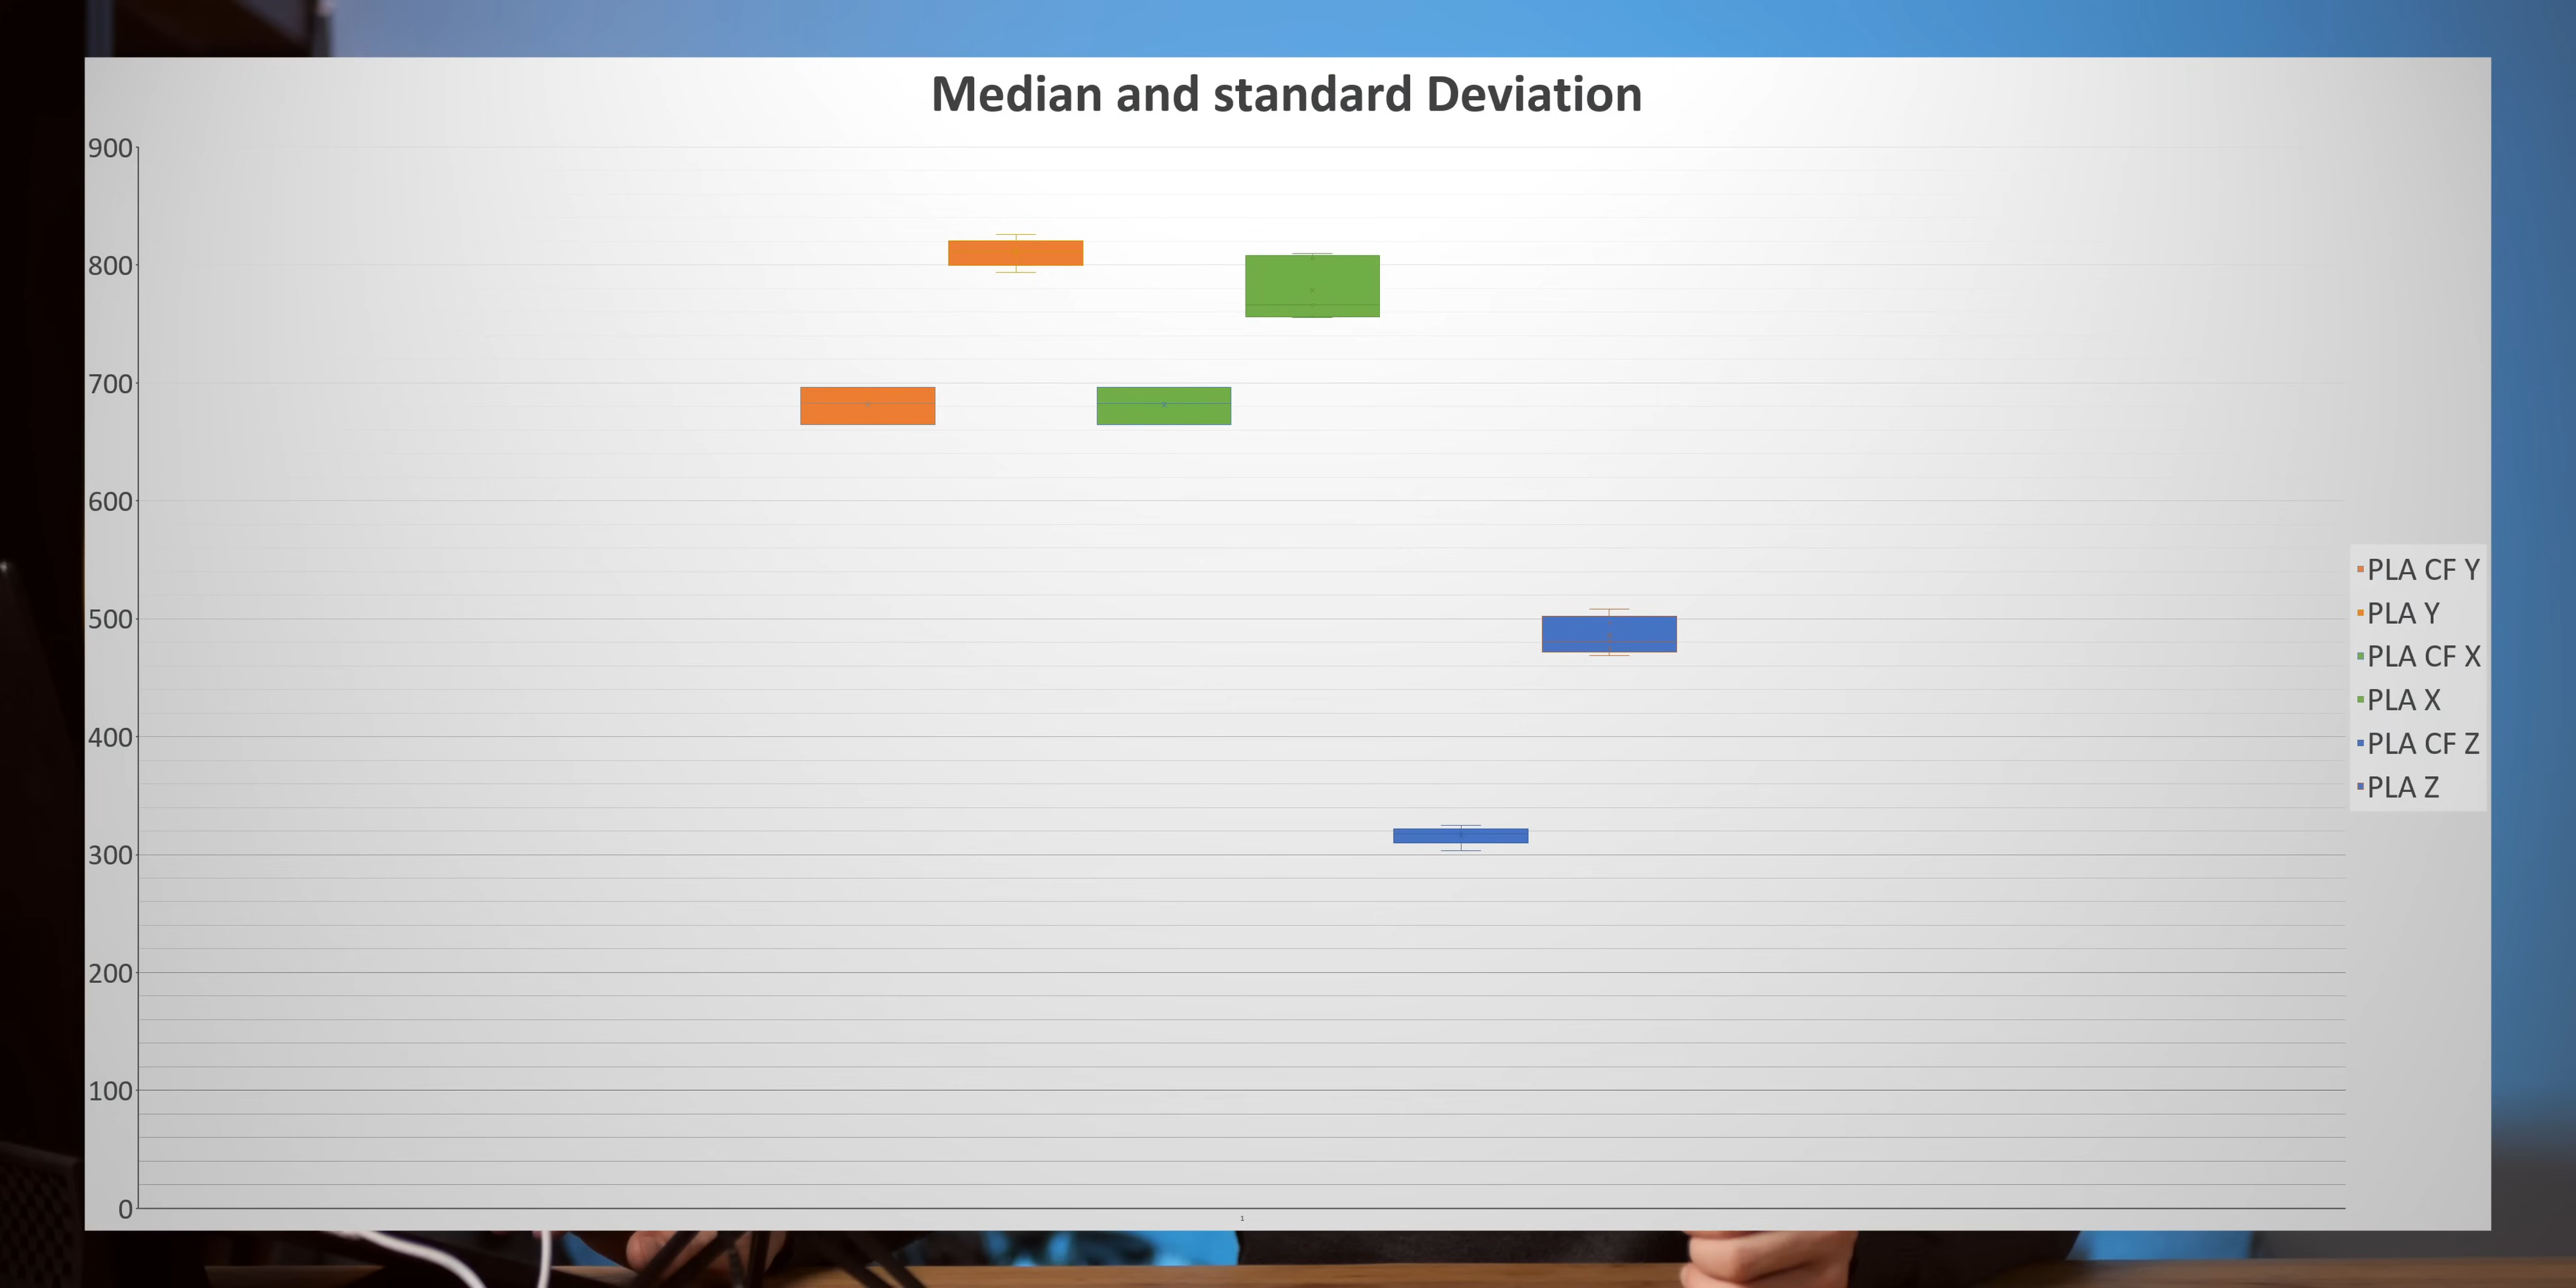 Median and standard Deviation
900
800
700
600
500
400
300
200
100
0
1
PLA CF Y
PLA Y
PLA CF X
PLA X
PLA CF Z
PLA Z